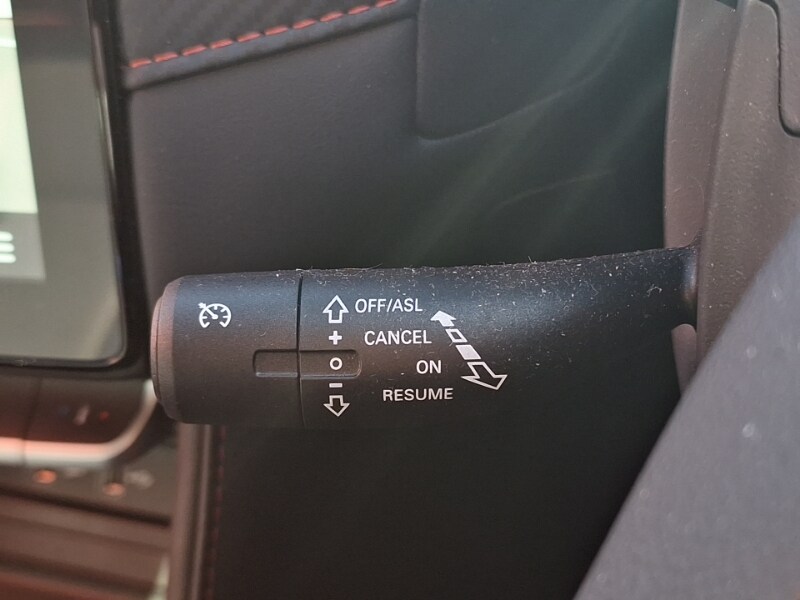 OFF/ASL
+ CANCEL
O ON
- RESUME